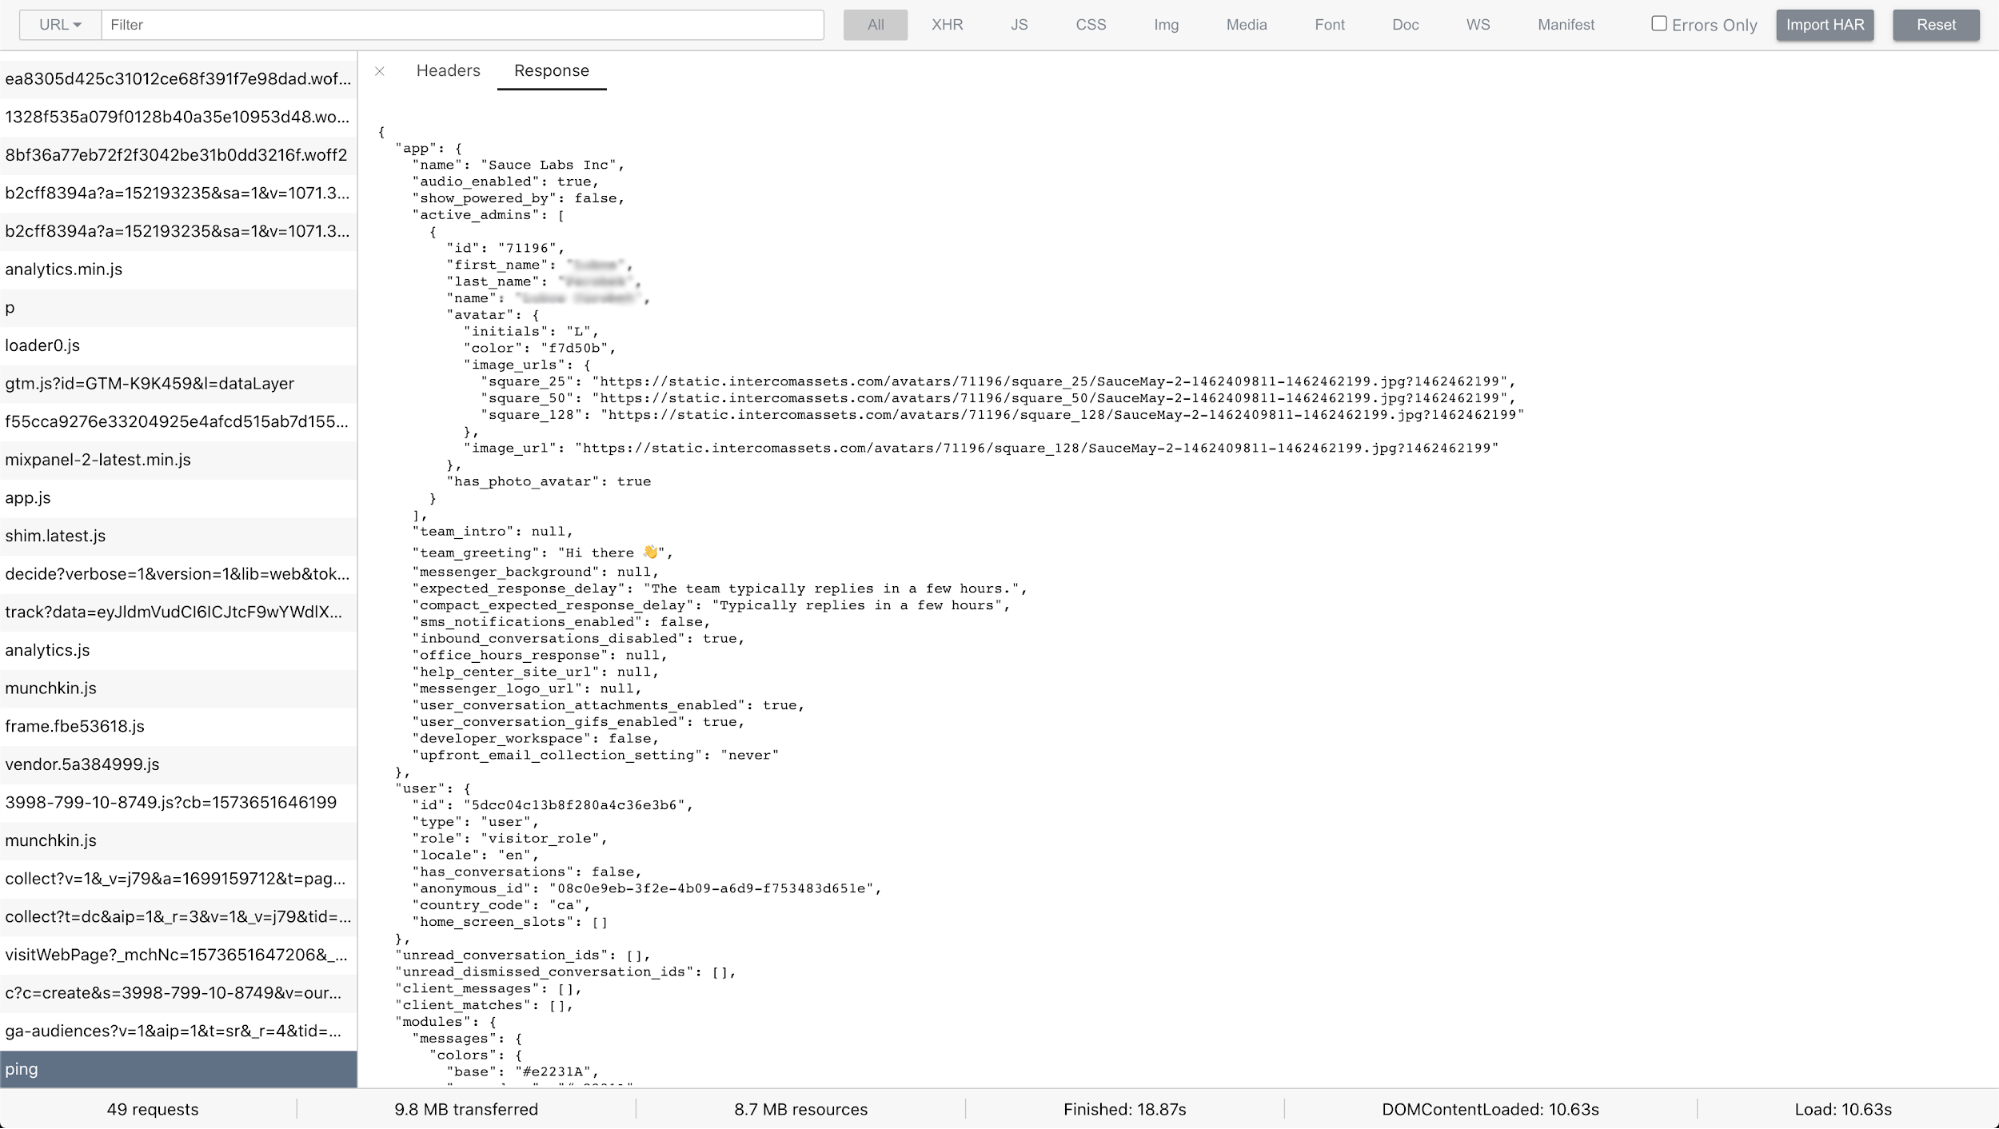 URL Filter All XHR JS CSS Img Media Font Doc WS Manifest Errors Only Import HAR Reset
ea8305d425c31012ce68f391f7e98dad.wof...
1328f535a079f0128b40a35e10953d48.wo...
8bf36a77eb72f2f3042be31b0dd3216f.woff2
b2cff8394a?a=152193235&sa=1&v=1071.3...
b2cff8394a?a=152193235&sa=1&v=1071.3...
analytics.min.js
p
loader0.js
gtm.js?id=GTM-K9K459&l=dataLayer
f55cca9276e33204925e4afcd515ab7d155...
mixpanel-2-latest.min.js
app.js
shim.latest.js
decide?verbose=1&version=1&lib=web&tok...
track?data=eyJldmVudCI6ICJtcF9wYWdlX...
analytics.js
munchkin.js
frame.fbe53618.js
vendor.5a384999.js
3998-799-10-8749.js?cb=1573651646199
munchkin.js
collect?v=1&_v=j79&a=1699159712&t=pag...
collect?t=dc&aip=1&_r=3&v=1&_v=j79&tid=...
visitWebPage?_mchNc=1573651647206&_...
c?c=create&s=3998-799-10-8749&v=our...
ga-audiences?v=1&aip=1&t=sr&_r=4&tid=...
ping
× Headers Response
{
"app": {
"name": "Sauce Labs Inc",
"audio_enabled": true,
"show_powered_by": false,
"active_admins": [
{
"id": "71196",
"first_name": " ",
"last_name": " ",
"name": " ",
"avatar": {
"initials": "L",
"color": "f7d50b",
"image_urls": {
"square_25": "https://static.intercomassets.com/avatars/71196/square_25/SauceMay-2-1462409811-1462462199.jpg?1462462199",
"square_50": "https://static.intercomassets.com/avatars/71196/square_50/SauceMay-2-1462409811-1462462199.jpg?1462462199",
"square_128": "https://static.intercomassets.com/avatars/71196/square_128/SauceMay-2-1462409811-1462462199.jpg?1462462199"
},
"image_url": "https://static.intercomassets.com/avatars/71196/square_128/SauceMay-2-1462409811-1462462199.jpg?1462462199"
},
"has_photo_avatar": true
}
],
"team_intro": null,
"team_greeting": "Hi there 👋",
"messenger_background": null,
"expected_response_delay": "The team typically replies in a few hours.",
"compact_expected_response_delay": "Typically replies in a few hours",
"sms_notifications_enabled": false,
"inbound_conversations_disabled": true,
"office_hours_response": null,
"help_center_site_url": null,
"messenger_logo_url": null,
"user_conversation_attachments_enabled": true,
"user_conversation_gifs_enabled": true,
"developer_workspace": false,
"upfront_email_collection_setting": "never"
},
"user": {
"id": "5dcc04c13b8f280a4c36e3b6",
"type": "user",
"role": "visitor_role",
"locale": "en",
"has_conversations": false,
"anonymous_id": "08c0e9eb-3f2e-4b09-a6d9-f753483d651e",
"country_code": "ca",
"home_screen_slots": []
},
"unread_conversation_ids": [],
"unread_dismissed_conversation_ids": [],
"client_messages": [],
"client_matches": [],
"modules": {
"messages": {
"colors": {
"base": "#e2231A",
49 requests 9.8 MB transferred 8.7 MB resources Finished: 18.87s DOMContentLoaded: 10.63s Load: 10.63s